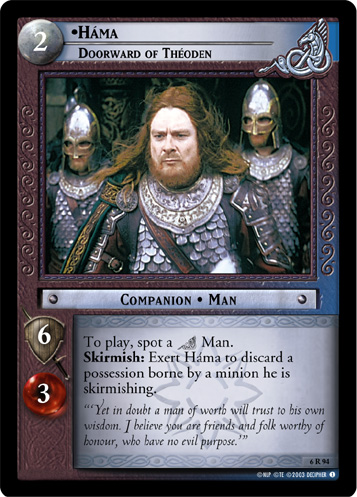 2
•Háma
Doorward of Théoden
Companion • Man
6
3
To play, spot a Man.
Skirmish: Exert Háma to discard a
possession borne by a minion he is
skirmishing.
“‘Yet in doubt a man of worth will trust to his own
wisdom. I believe you are friends and folk worthy of
honour, who have no evil purpose.’”
6 R 94
©NLP ©TE ©2003 DECIPHER